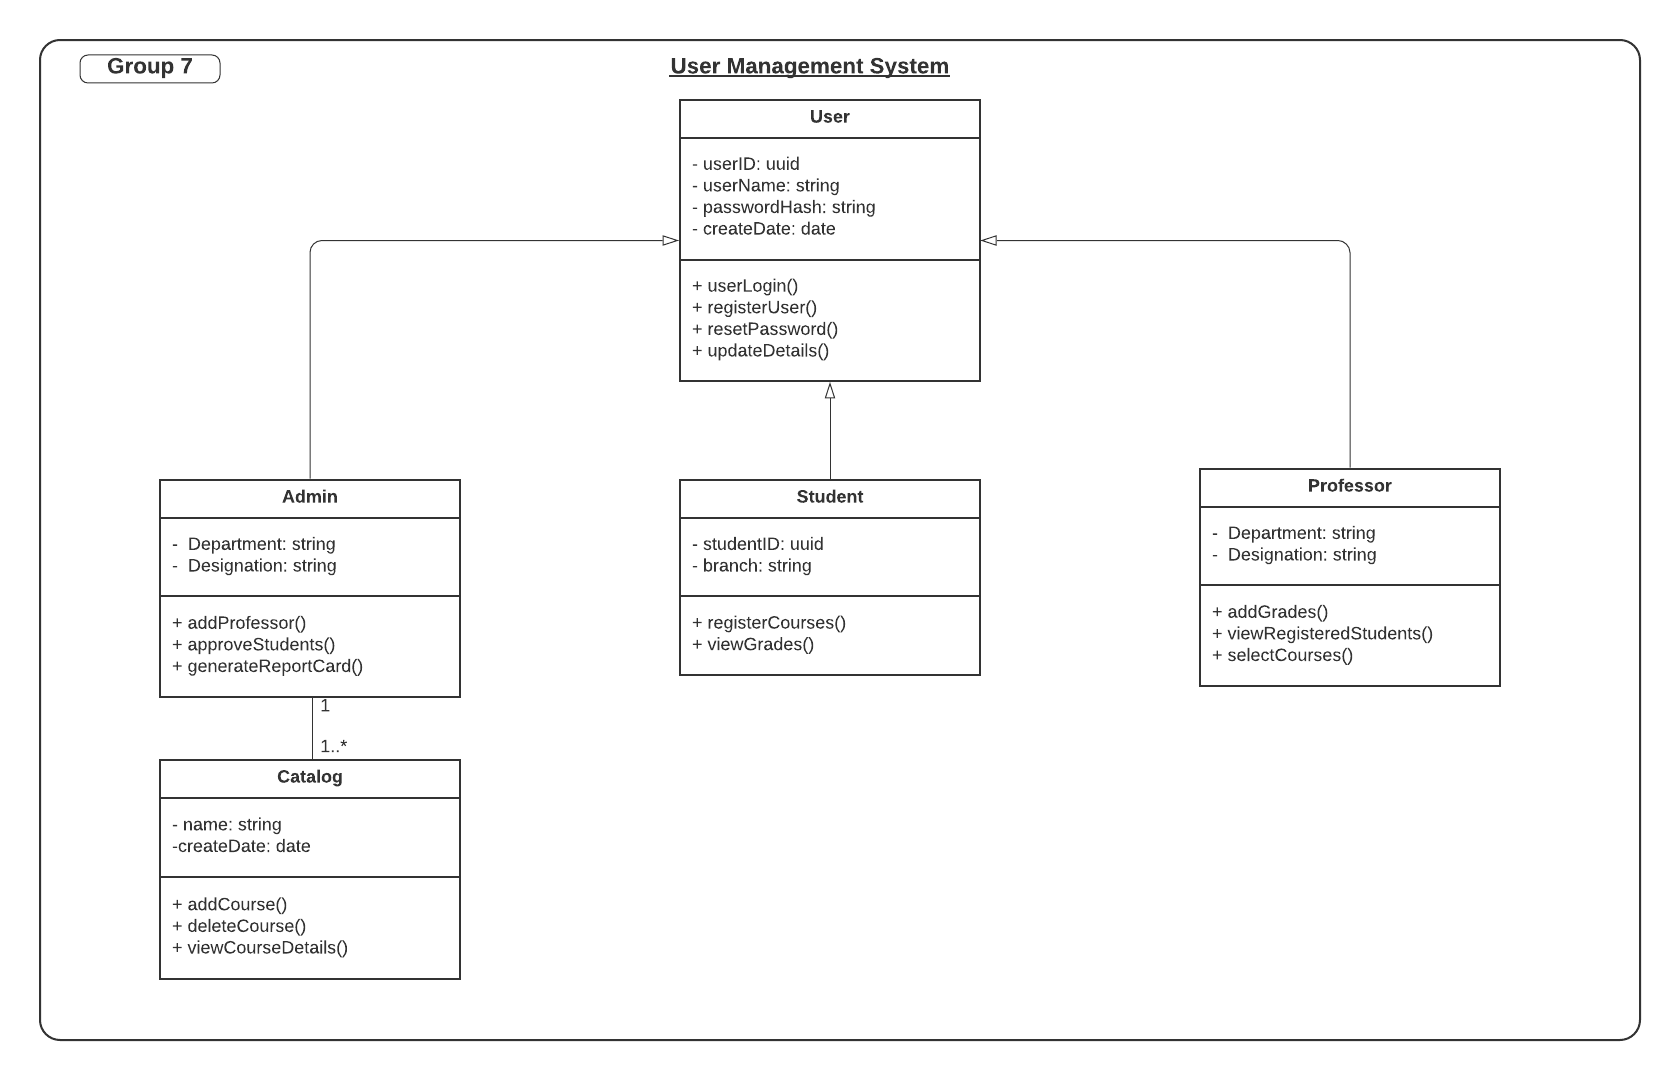 Group 7
User Management System
User
- userID: uuid
- userName: string
- passwordHash: string
- createDate: date
+ userLogin()
+ registerUser()
+ resetPassword()
+ updateDetails()
Admin
- Department: string
- Designation: string
+ addProfessor()
+ approveStudents()
+ generateReportCard()
1
1..*
Catalog
- name: string
-createDate: date
+ addCourse()
+ deleteCourse()
+ viewCourseDetails()
Student
- studentID: uuid
- branch: string
+ registerCourses()
+ viewGrades()
Professor
- Department: string
- Designation: string
+ addGrades()
+ viewRegisteredStudents()
+ selectCourses()